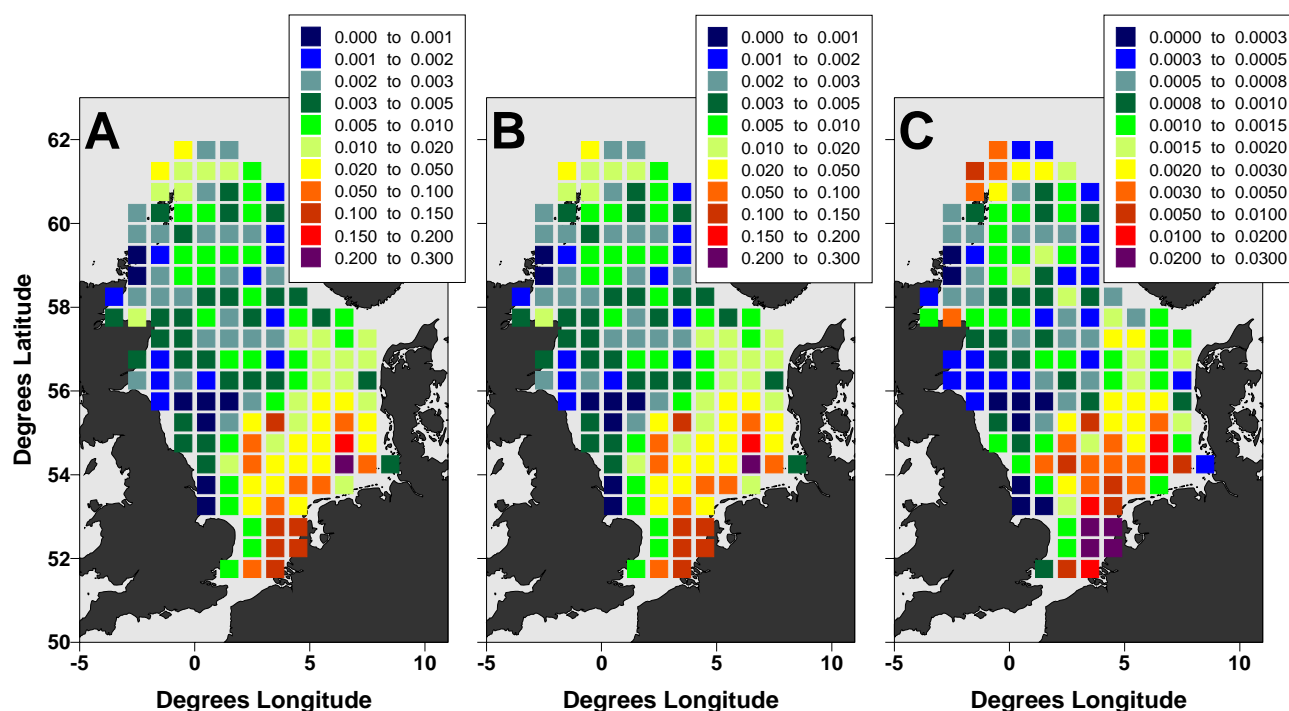 A
0.000 to 0.001
0.001 to 0.002
0.002 to 0.003
0.003 to 0.005
0.005 to 0.010
0.010 to 0.020
0.020 to 0.050
0.050 to 0.100
0.100 to 0.150
0.150 to 0.200
0.200 to 0.300
B
0.000 to 0.001
0.001 to 0.002
0.002 to 0.003
0.003 to 0.005
0.005 to 0.010
0.010 to 0.020
0.020 to 0.050
0.050 to 0.100
0.100 to 0.150
0.150 to 0.200
0.200 to 0.300
C
0.0000 to 0.0003
0.0003 to 0.0005
0.0005 to 0.0008
0.0008 to 0.0010
0.0010 to 0.0015
0.0015 to 0.0020
0.0020 to 0.0030
0.0030 to 0.0050
0.0050 to 0.0100
0.0100 to 0.0200
0.0200 to 0.0300
Degrees Latitude
62
60
58
56
54
52
50
-5 0 5 10
-5 0 5 10
-5 0 5 10
Degrees Longitude
Degrees Longitude
Degrees Longitude